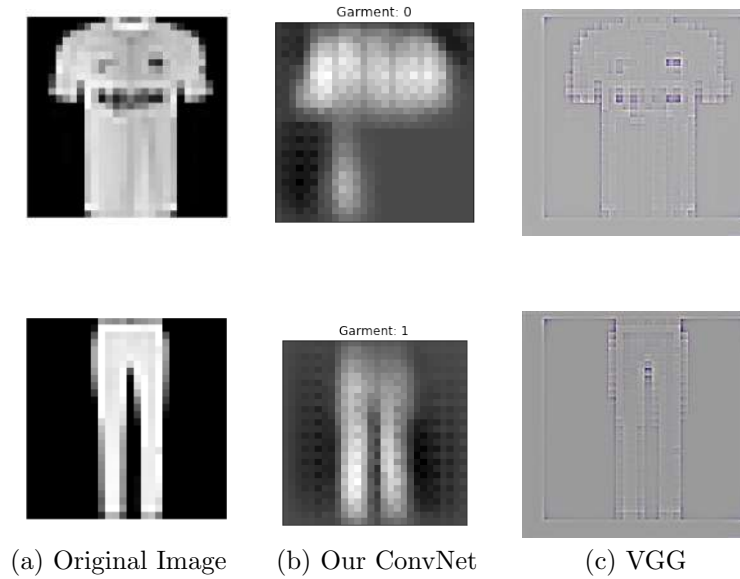 Garment: 0
Garment: 1
(a) Original Image
(b) Our ConvNet
(c) VGG